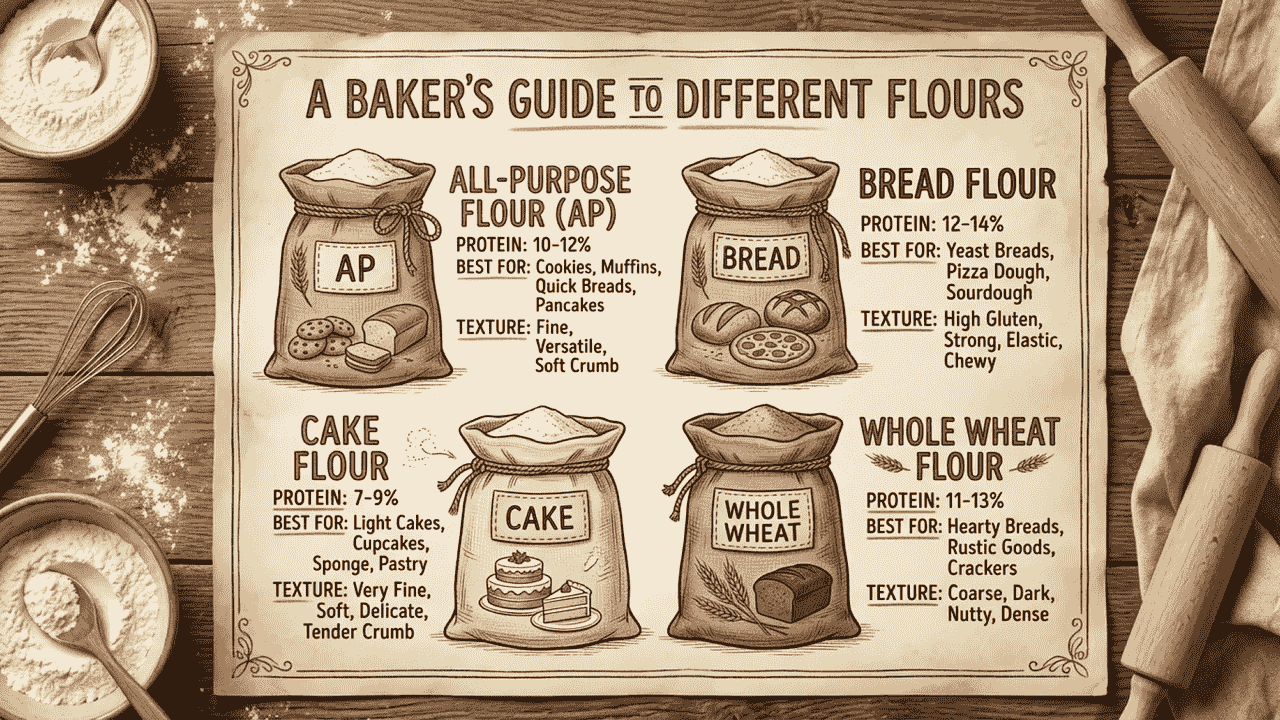 A BAKER'S GUIDE TO DIFFERENT FLOURS
AP
ALL-PURPOSE
FLOUR (AP)
PROTEIN: 10-12%
BEST FOR: Cookies, Muffins,
Quick Breads,
Pancakes
TEXTURE: Fine,
Versatile,
Soft Crumb
BREAD
BREAD FLOUR
PROTEIN: 12-14%
BEST FOR: Yeast Breads,
Pizza Dough,
Sourdough
TEXTURE: High Gluten,
Strong, Elastic,
Chewy
CAKE
FLOUR
PROTEIN: 7-9%
BEST FOR: Light Cakes,
Cupcakes,
Sponge, Pastry
TEXTURE: Very Fine,
Soft, Delicate,
Tender Crumb
CAKE
WHOLE
WHEAT
WHOLE WHEAT
FLOUR
PROTEIN: 11-13%
BEST FOR: Hearty Breads,
Rustic Goods,
Crackers
TEXTURE: Coarse, Dark,
Nutty, Dense